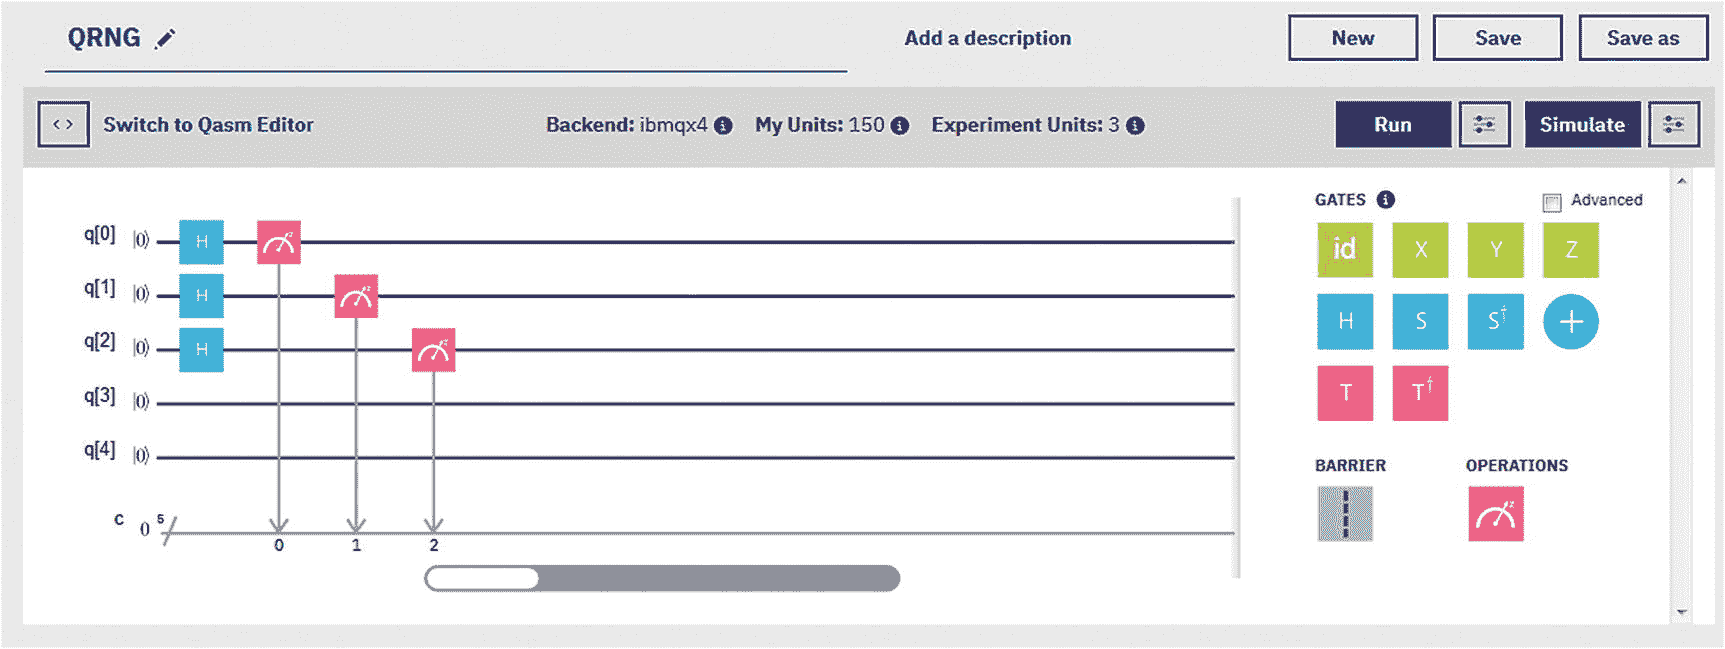 QRNG Add a description New Save Save as
<> Switch to Qasm Editor Backend: ibmqx4 i My Units: 150 i Experiment Units: 3 i Run Simulate
GATES i Advanced
q[0] |0⟩ H z
id X Y Z
q[1] |0⟩ H z
H S S† +
q[2] |0⟩ H z
q[3] |0⟩
T T†
q[4] |0⟩
BARRIER OPERATIONS
c 0 5
0 1 2